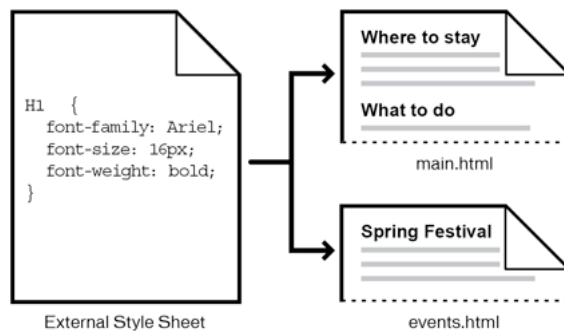 H1 {
font-family: Ariel;
font-size: 16px;
font-weight: bold;
}
External Style Sheet
Where to stay
What to do
main.html
Spring Festival
events.html